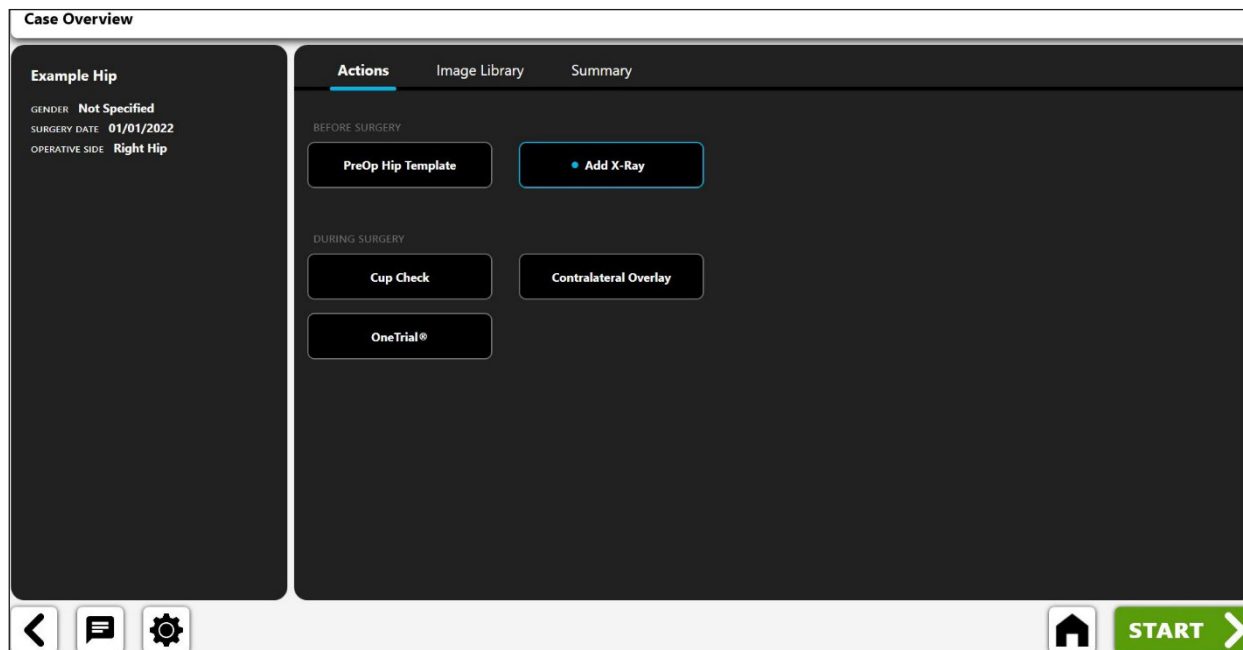 Case Overview
Example Hip
GENDER Not Specified
SURGERY DATE 01/01/2022
OPERATIVE SIDE Right Hip
Actions Image Library Summary
BEFORE SURGERY
PreOp Hip Template Add X-Ray
DURING SURGERY
Cup Check Contralateral Overlay
OneTrial®
START